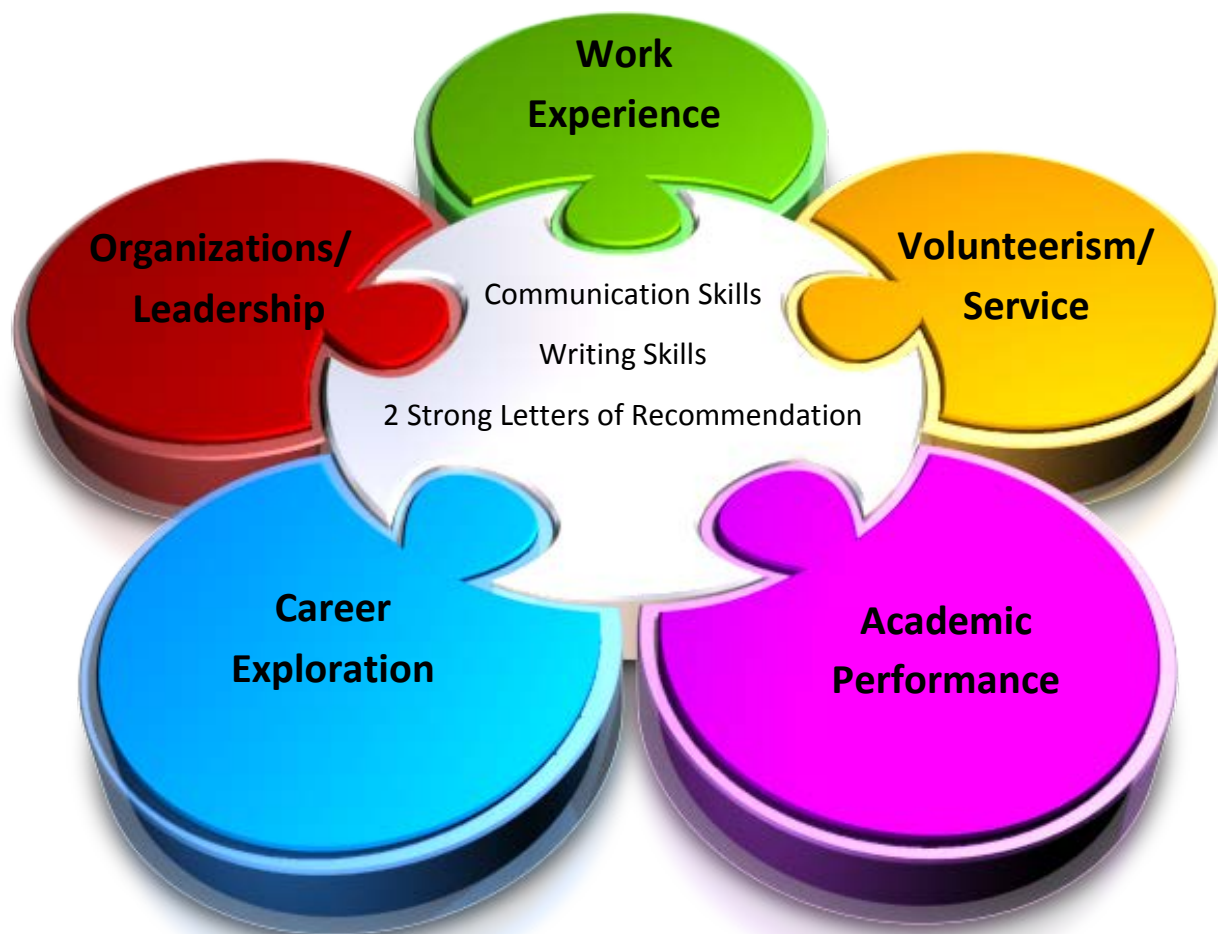 Work
Experience
Organizations/
Leadership
Volunteerism/
Service
Communication Skills
Writing Skills
2 Strong Letters of Recommendation
Career
Exploration
Academic
Performance